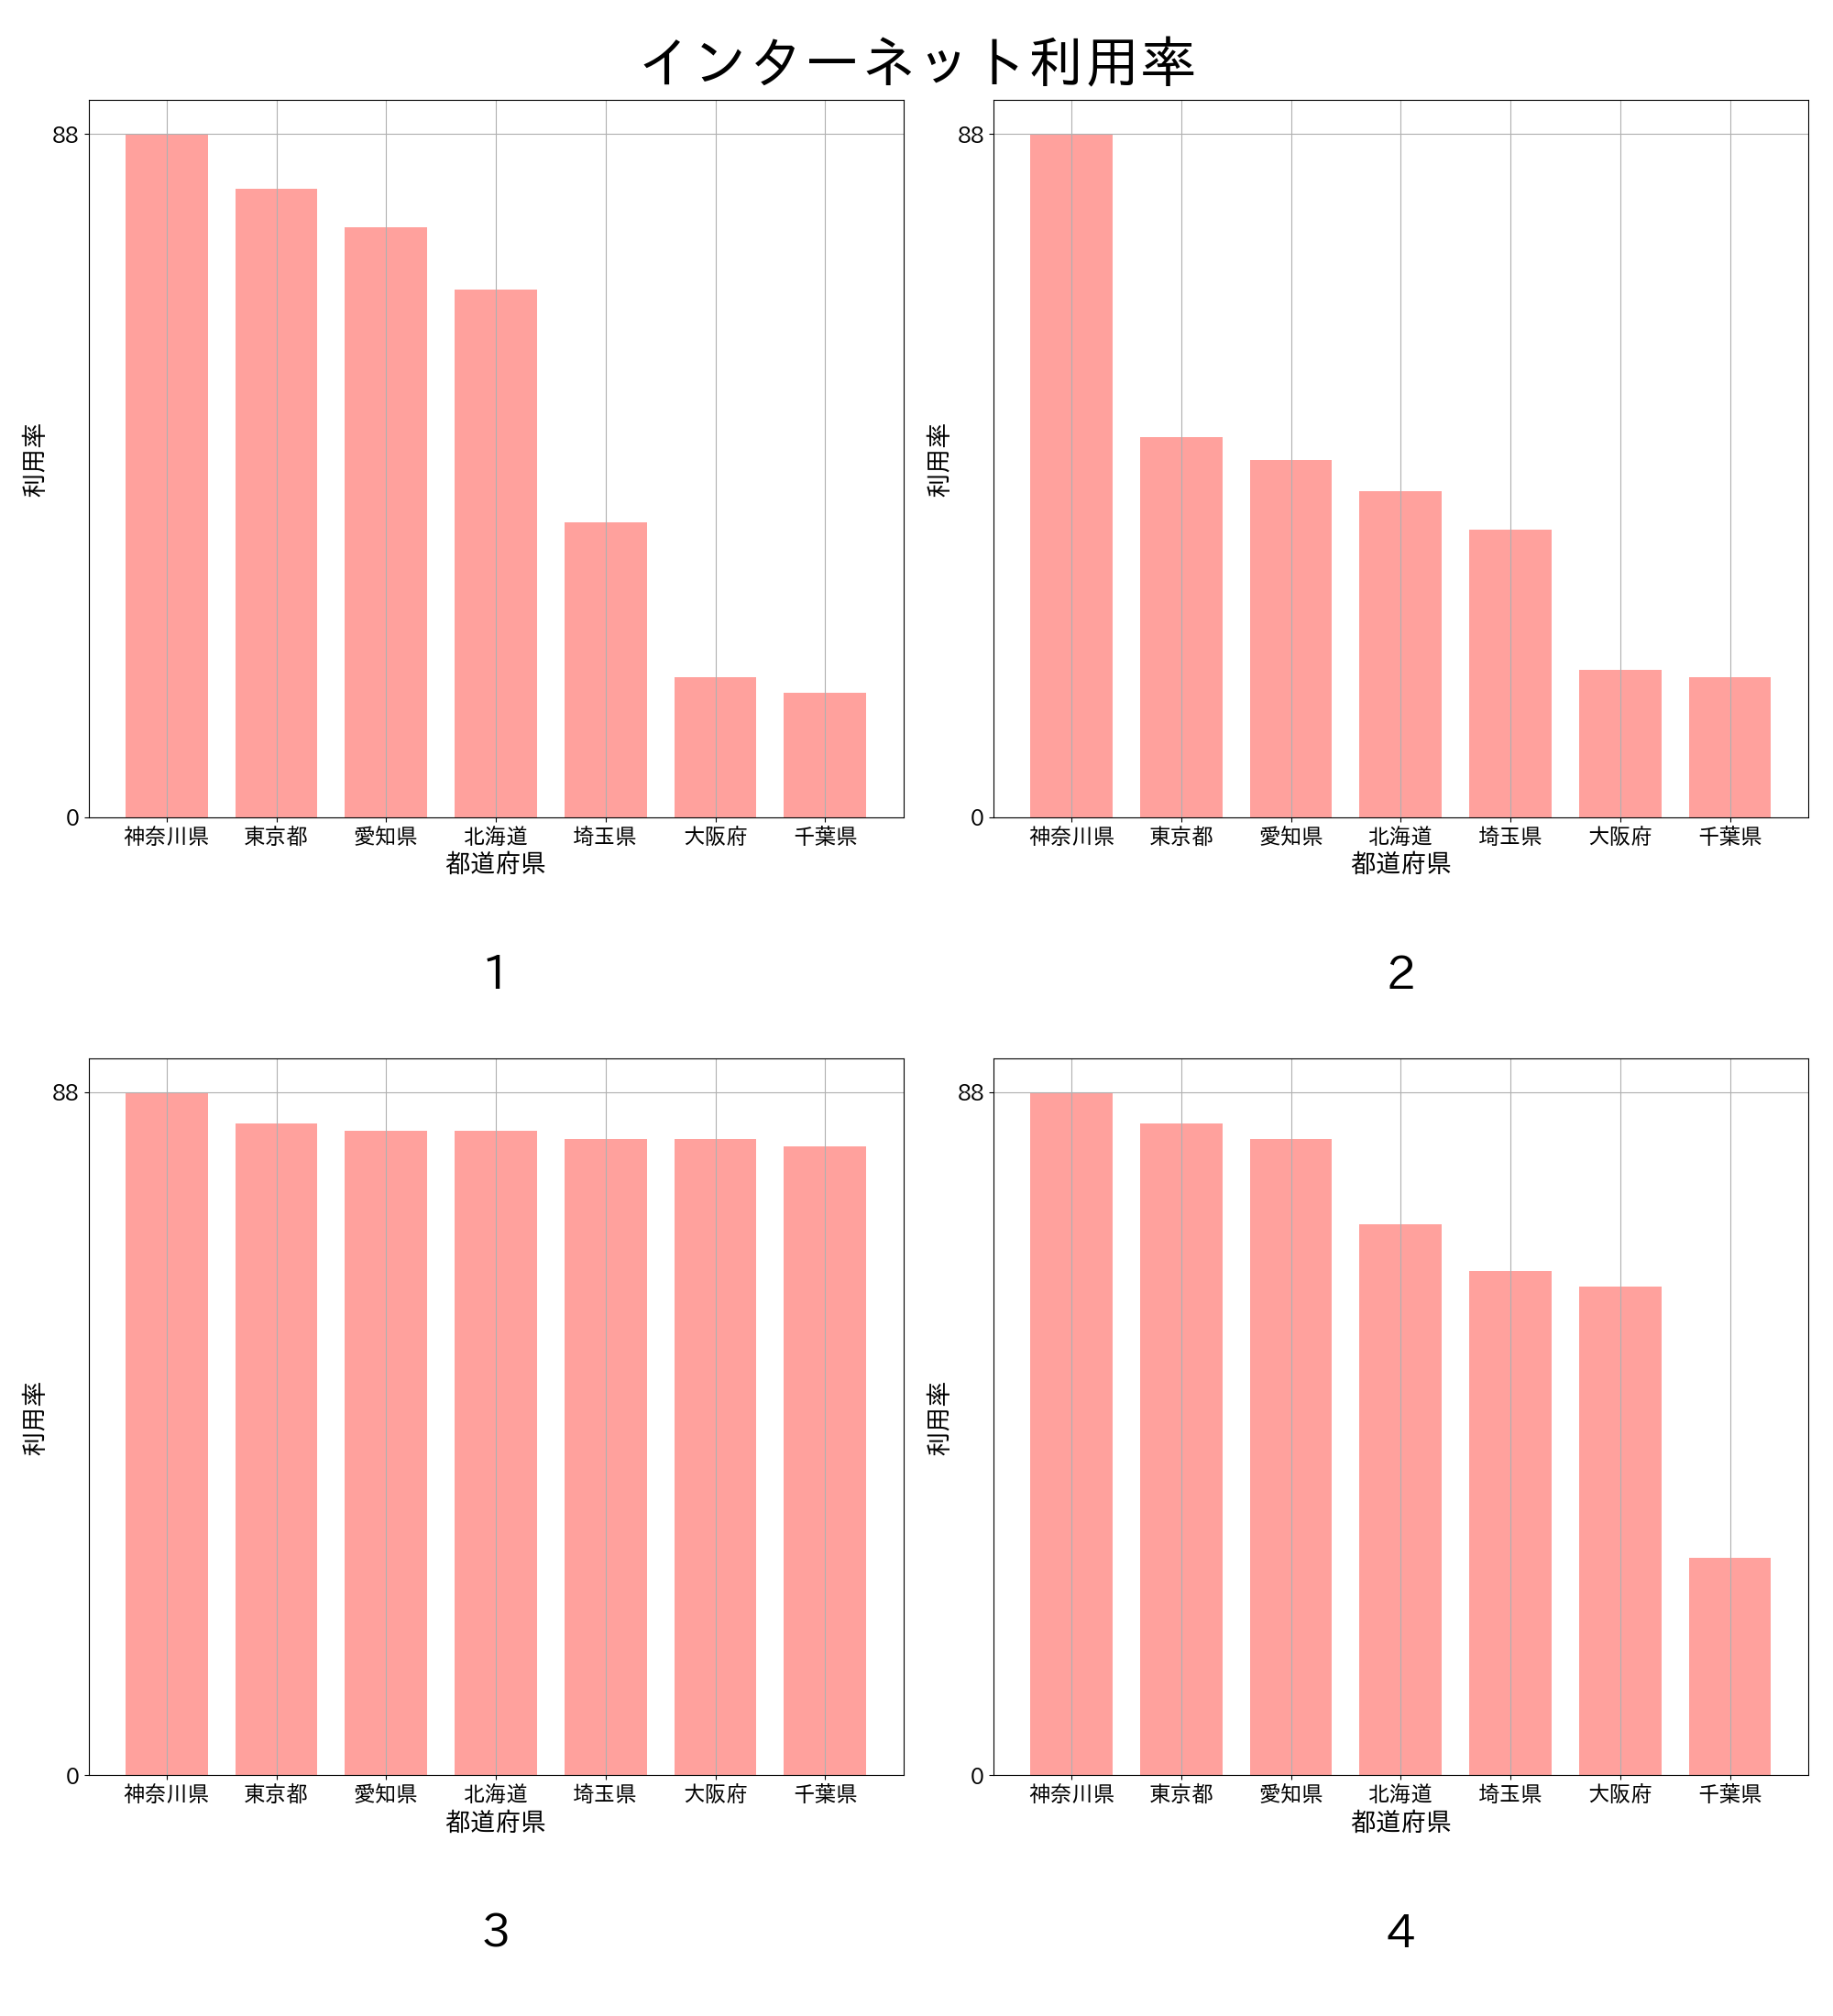 インターネット利用率
88
0
利用率
神奈川県 東京都 愛知県 北海道 埼玉県 大阪府 千葉県
都道府県
1
88
0
利用率
神奈川県 東京都 愛知県 北海道 埼玉県 大阪府 千葉県
都道府県
2
88
0
利用率
神奈川県 東京都 愛知県 北海道 埼玉県 大阪府 千葉県
都道府県
3
88
0
利用率
神奈川県 東京都 愛知県 北海道 埼玉県 大阪府 千葉県
都道府県
4